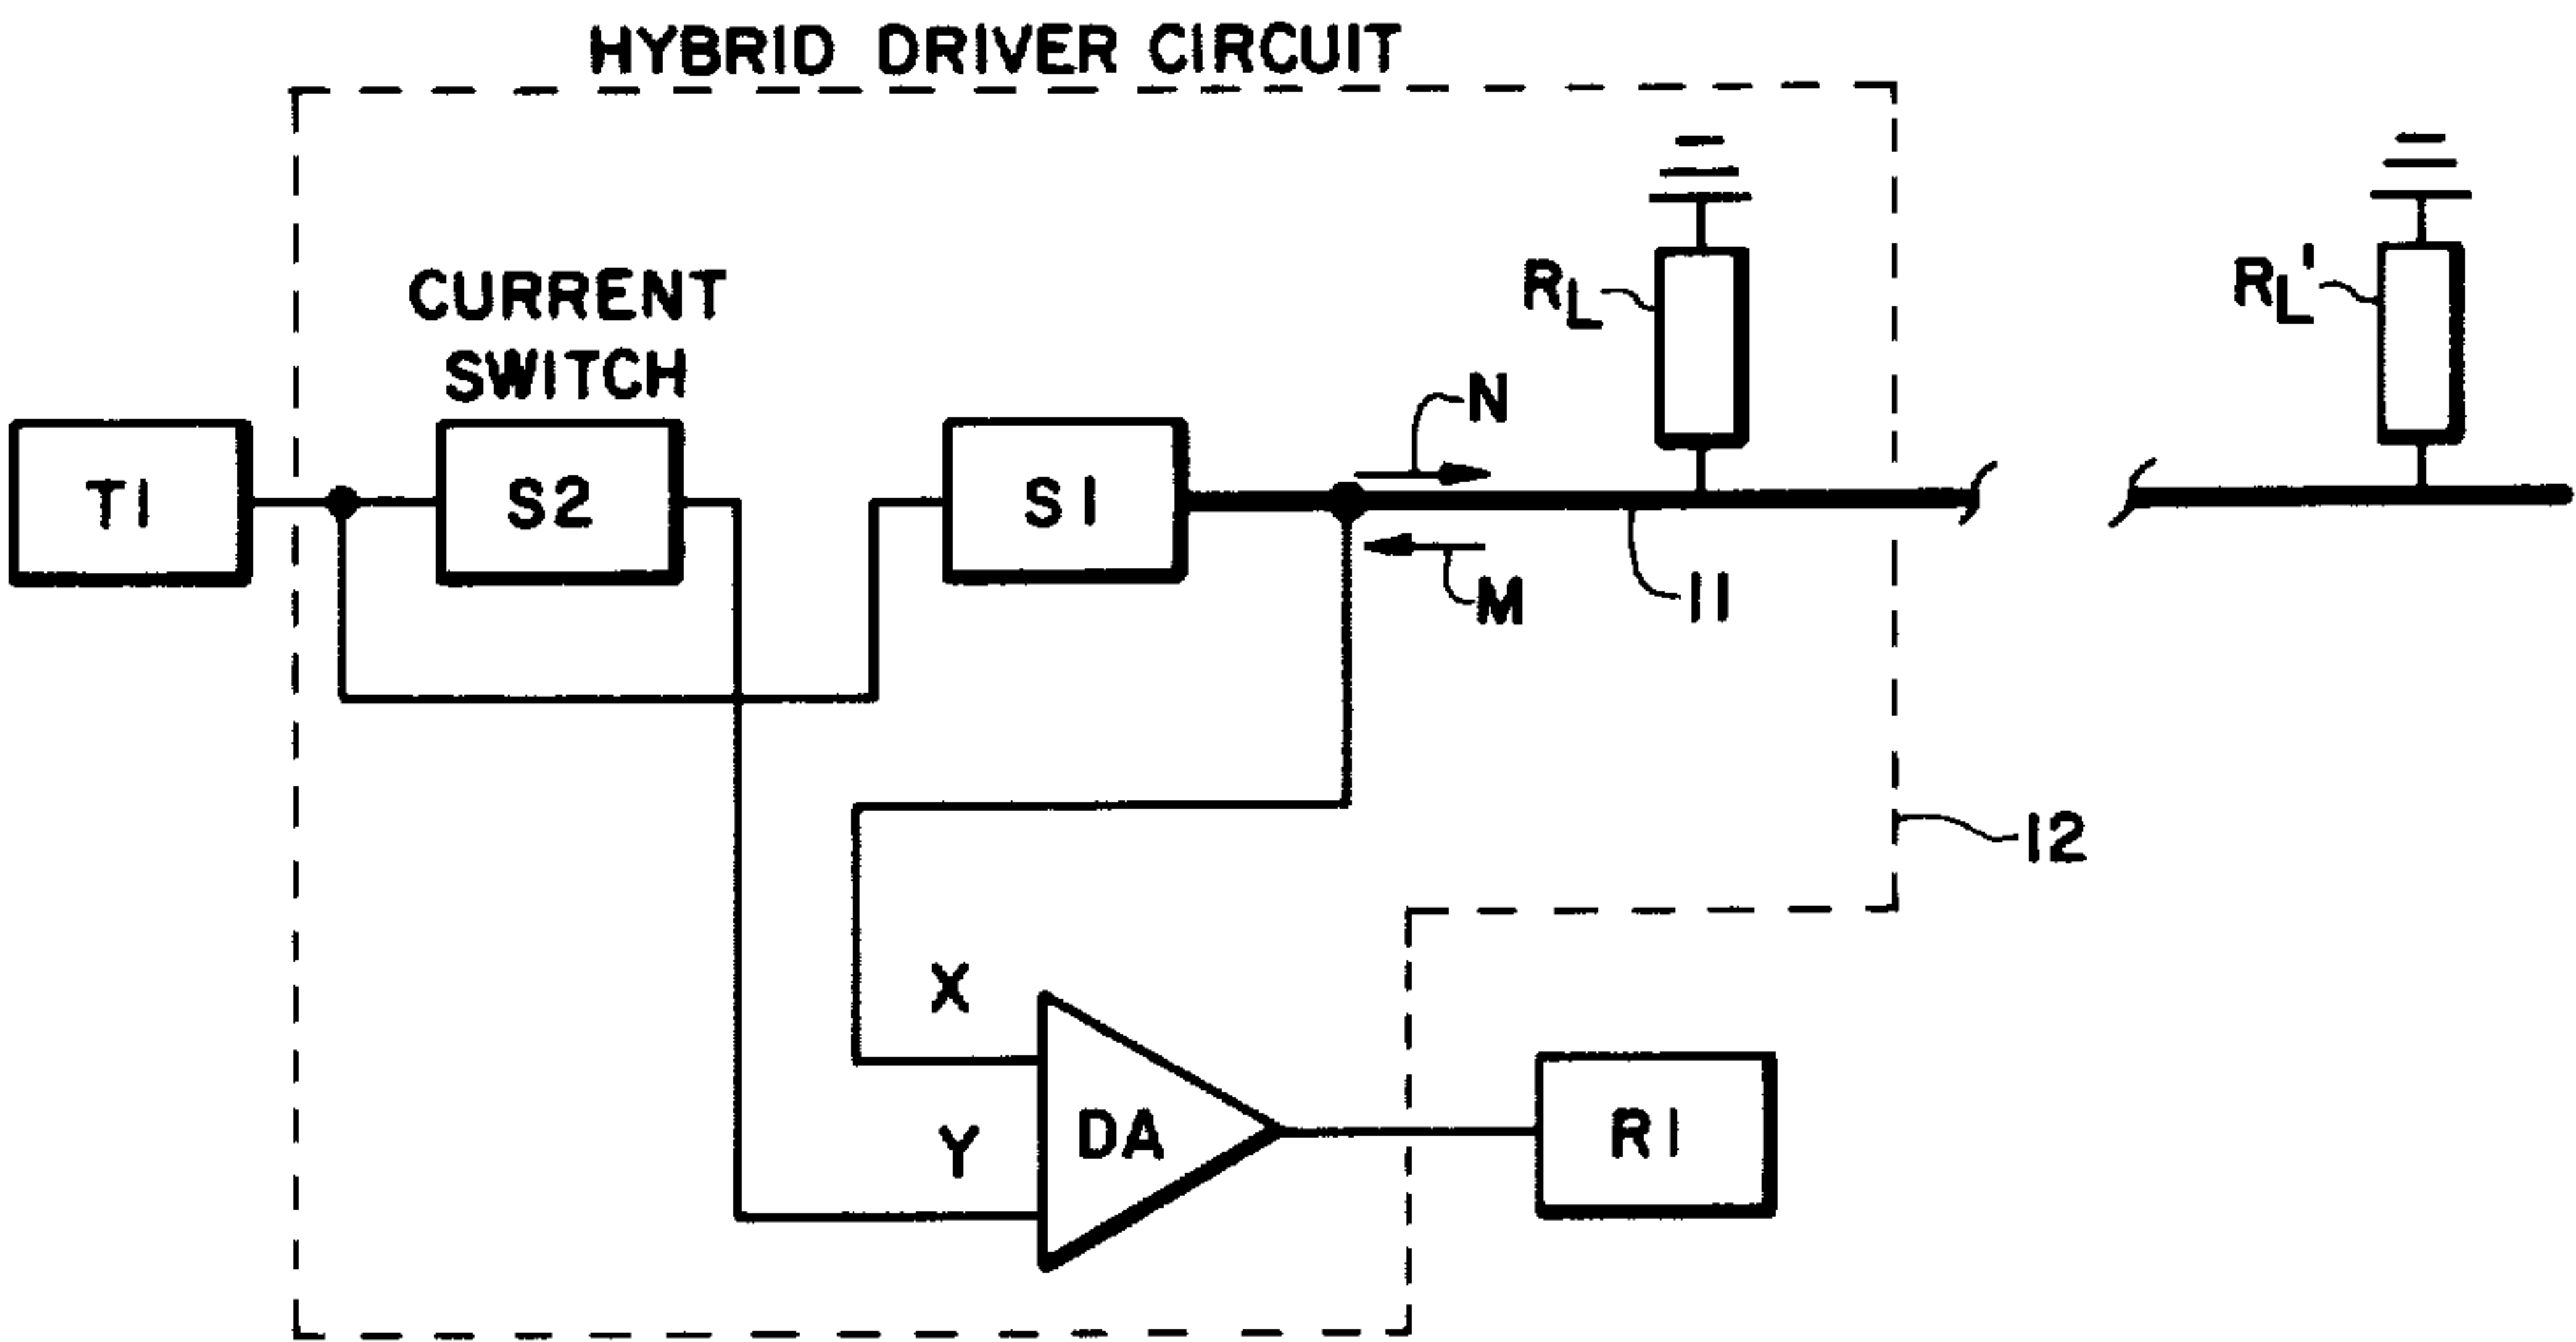 HYBRID DRIVER CIRCUIT
CURRENT
SWITCH
RL
RL'
N
T1
S2
S1
M
11
12
X
Y
DA
R1